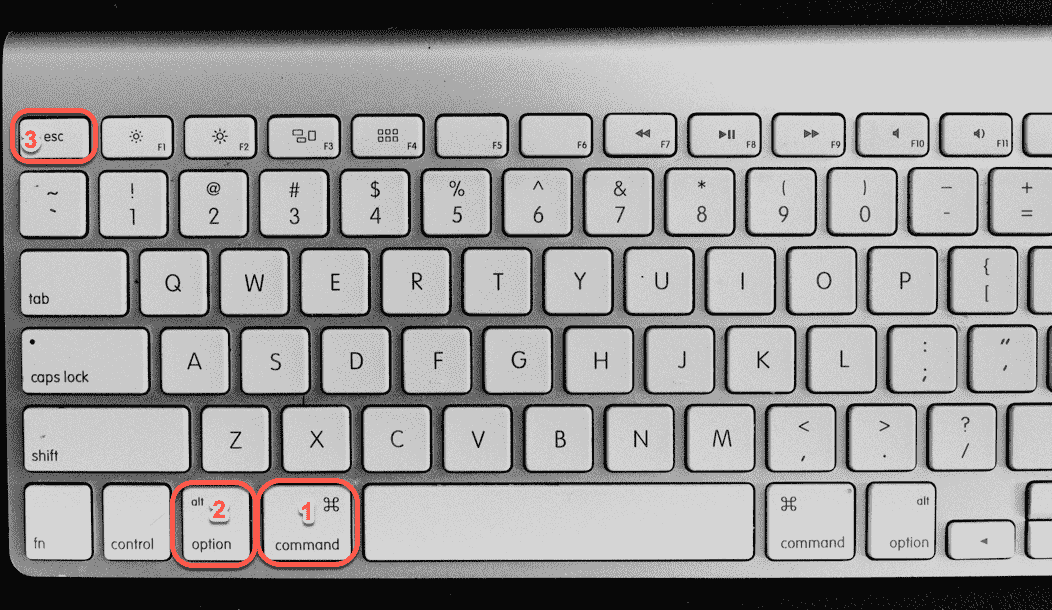 3 esc F1 F2 F3 F4 F5 F6 F7 F8 F9 F10 F11
~ ! @ # $ % ^ & * ( ) – +
` 1 2 3 4 5 6 7 8 9 0 - =
tab Q W E R T Y U I O P { [
caps lock A S D F G H J K L : ; " '
shift Z X C V B N M < , > . ? /
alt 2 1 ⌘ ⌘ alt
fn control option command command option